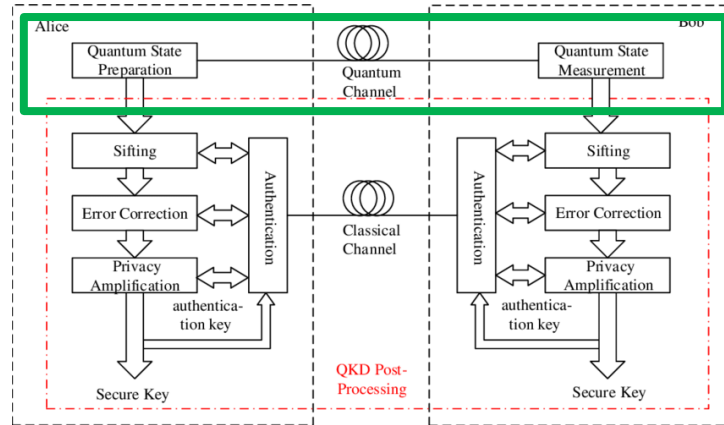 Alice
Bob
Quantum State
Preparation
Quantum
Channel
Quantum State
Measurement
Sifting
Error Correction
Privacy
Amplification
Authentication
authentica-
tion key
Secure Key
Classical
Channel
QKD Post-
Processing
Authentication
Sifting
Error Correction
Privacy
Amplification
authentica-
tion key
Secure Key